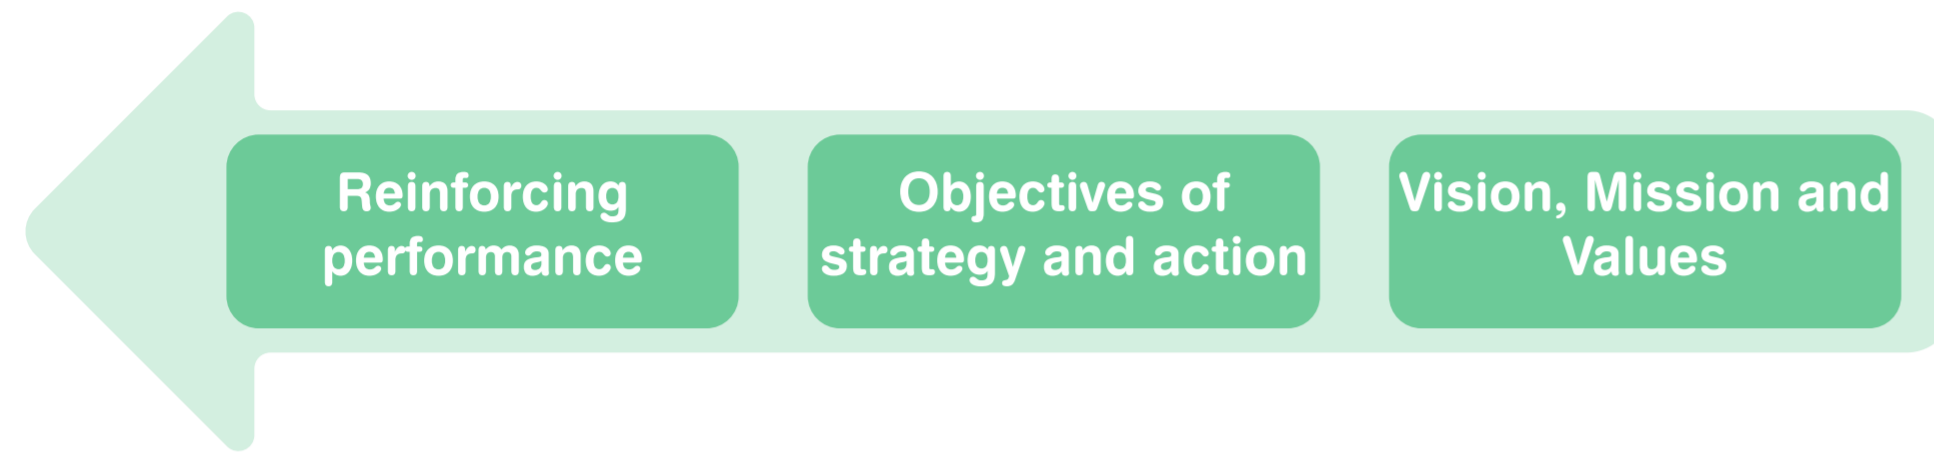 Reinforcing
performance
Objectives of
strategy and action
Vision, Mission and
Values